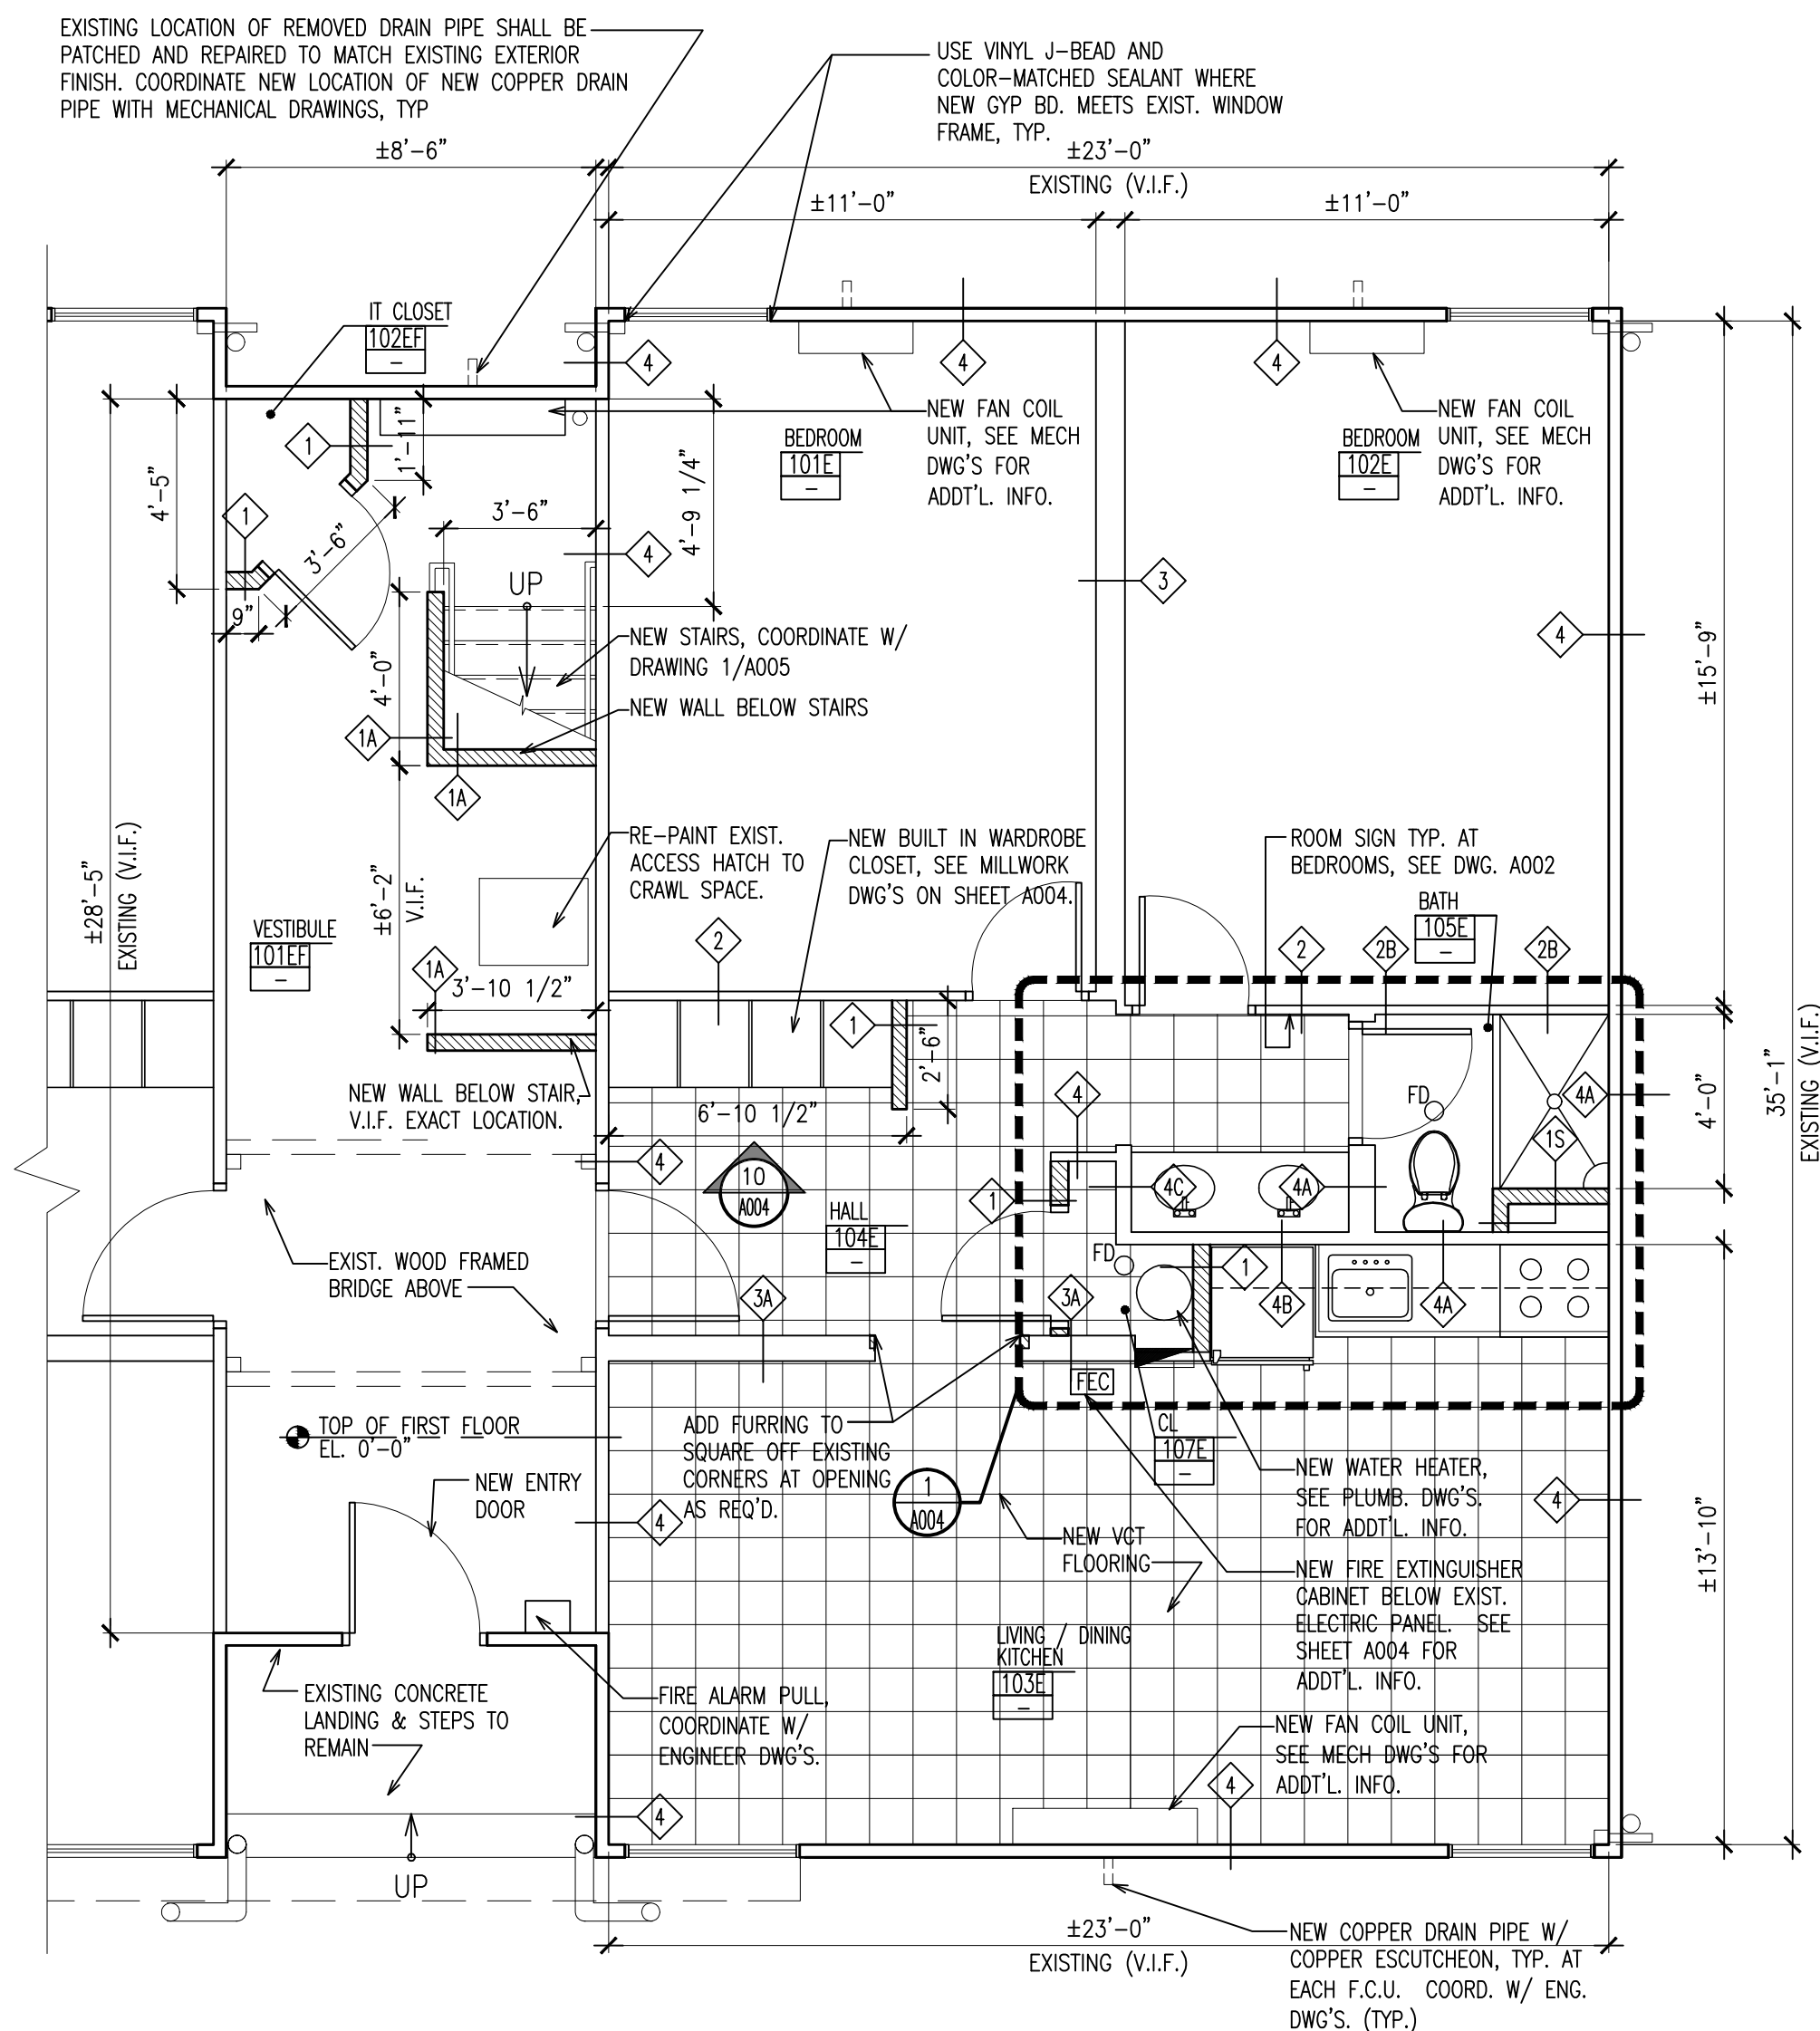 EXISTING LOCATION OF REMOVED DRAIN PIPE SHALL BE
PATCHED AND REPAIRED TO MATCH EXISTING EXTERIOR
FINISH. COORDINATE NEW LOCATION OF NEW COPPER DRAIN
PIPE WITH MECHANICAL DRAWINGS, TYP
USE VINYL J-BEAD AND
COLOR-MATCHED SEALANT WHERE
NEW GYP BD. MEETS EXIST. WINDOW
FRAME, TYP.
±8'-6"
±23'-0"
EXISTING (V.I.F.)
±11'-0"
±11'-0"
IT CLOSET
102EF
-
4
4
4
1
1'-11"
NEW FAN COIL
UNIT, SEE MECH
DWG'S FOR
ADDT'L. INFO.
BEDROOM
101E
-
NEW FAN COIL
UNIT, SEE MECH
DWG'S FOR
ADDT'L. INFO.
BEDROOM
102E
-
4'-5"
1
3'-6"
3'-6"
4'-9 1/4"
4
UP
3
9"
4
NEW STAIRS, COORDINATE W/
DRAWING 1/A005
4'-0"
NEW WALL BELOW STAIRS
±15'-9"
1A
1A
RE-PAINT EXIST.
ACCESS HATCH TO
CRAWL SPACE.
NEW BUILT IN WARDROBE
CLOSET, SEE MILLWORK
DWG'S ON SHEET A004.
ROOM SIGN TYP. AT
BEDROOMS, SEE DWG. A002
±28'-5"
EXISTING (V.I.F.)
±6'-2"
V.I.F.
VESTIBULE
101EF
-
BATH
105E
-
2
2
2B
2B
1A
3'-10 1/2"
1
2'-6"
NEW WALL BELOW STAIR,
V.I.F. EXACT LOCATION.
6'-10 1/2"
4
FD
4A
1S
4'-0"
35'-1"
EXISTING (V.I.F.)
4
10
A004
1
4C
4A
HALL
104E
-
EXIST. WOOD FRAMED
BRIDGE ABOVE
FD
1
3A
3A
4B
4A
FEC
TOP OF FIRST FLOOR
EL. 0'-0"
ADD FURRING TO
SQUARE OFF EXISTING
CORNERS AT OPENING
AS REQ'D.
CL
107E
-
NEW ENTRY
DOOR
1
A004
NEW WATER HEATER,
SEE PLUMB. DWG'S.
FOR ADDT'L. INFO.
4
4
NEW VCT
FLOORING
±13'-10"
NEW FIRE EXTINGUISHER
CABINET BELOW EXIST.
ELECTRIC PANEL. SEE
SHEET A004 FOR
ADDT'L. INFO.
LIVING / DINING
KITCHEN
103E
-
EXISTING CONCRETE
LANDING & STEPS TO
REMAIN
FIRE ALARM PULL,
COORDINATE W/
ENGINEER DWG'S.
NEW FAN COIL UNIT,
SEE MECH DWG'S FOR
ADDT'L. INFO.
4
4
UP
±23'-0"
EXISTING (V.I.F.)
NEW COPPER DRAIN PIPE W/
COPPER ESCUTCHEON, TYP. AT
EACH F.C.U. COORD. W/ ENG.
DWG'S. (TYP.)